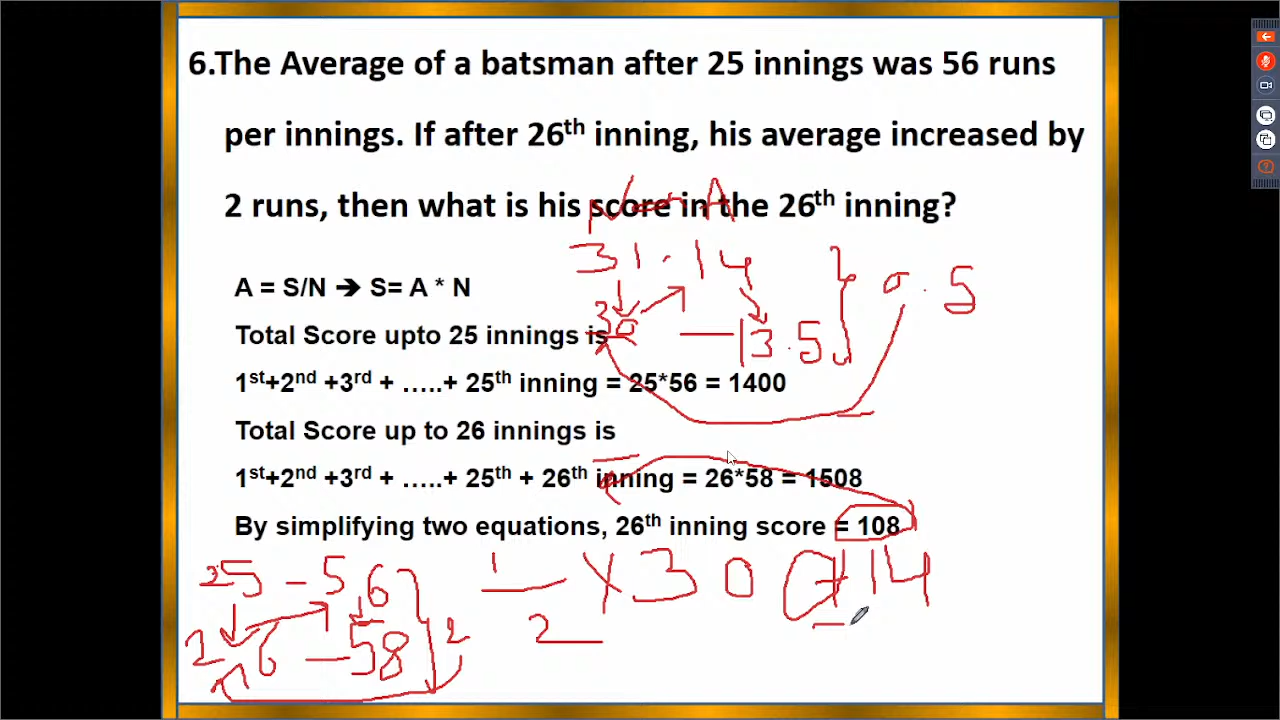 6.The Average of a batsman after 25 innings was 56 runs
per innings. If after 26th inning, his average increased by
2 runs, then what is his score in the 26th inning?
N A
31 . 14
A = S/N ➔ S= A * N
0 . 5
30 — 13.5
Total Score upto 25 innings is
1st+2nd +3rd + …..+ 25th inning = 25*56 = 1400
Total Score up to 26 innings is
1st+2nd +3rd + …..+ 25th + 26th inning = 26*58 = 1508
By simplifying two equations, 26th inning score = 108
25 – 56
1/2 x 30 + 14
26 – 58
2